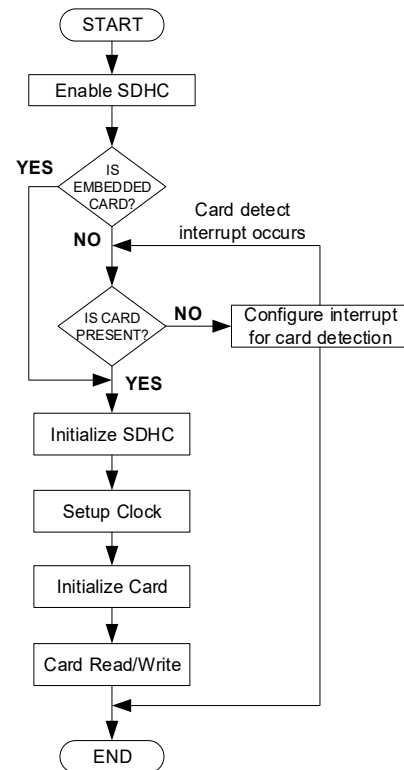 START
Enable SDHC
IS
EMBEDDED
CARD?
YES
NO
Card detect
interrupt occurs
IS CARD
PRESENT?
NO
Configure interrupt
for card detection
YES
Initialize SDHC
Setup Clock
Initialize Card
Card Read/Write
END